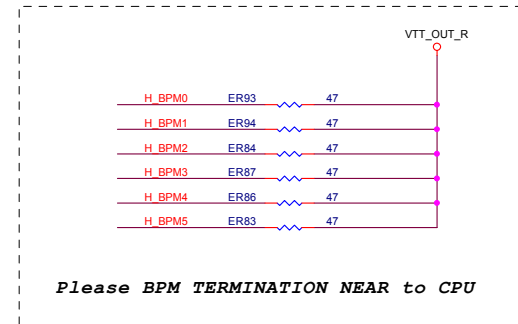 VTT_OUT_R
H_BPM0 ER93 47
H_BPM1 ER94 47
H_BPM2 ER84 47
H_BPM3 ER87 47
H_BPM4 ER86 47
H_BPM5 ER83 47
Please BPM TERMINATION NEAR to CPU